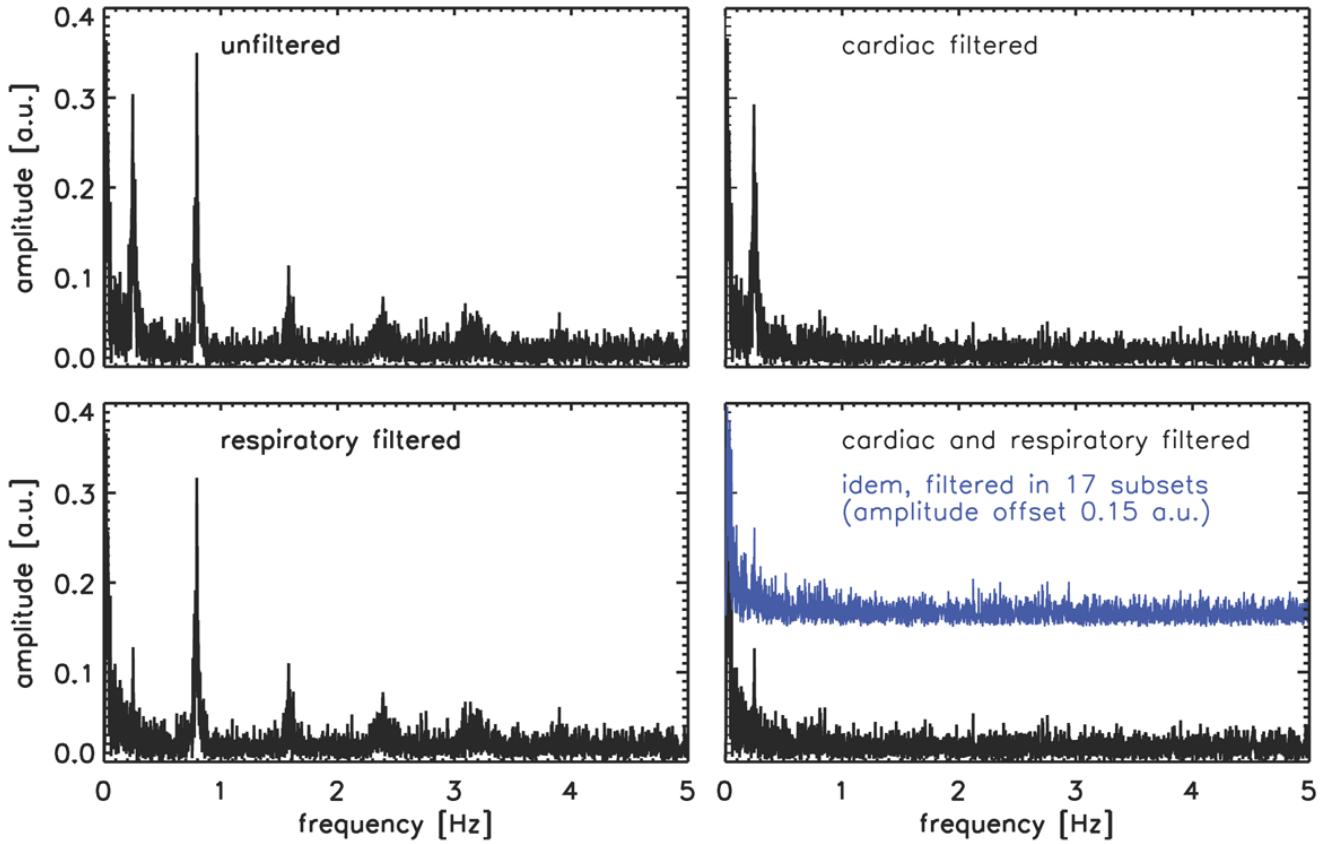 0.4
0.3
0.2
0.1
0.0
amplitude [a.u.]
unfiltered
cardiac filtered
0.4
0.3
0.2
0.1
0.0
amplitude [a.u.]
respiratory filtered
0 1 2 3 4 5
frequency [Hz]
cardiac and respiratory filtered
idem, filtered in 17 subsets
(amplitude offset 0.15 a.u.)
0 1 2 3 4 5
frequency [Hz]